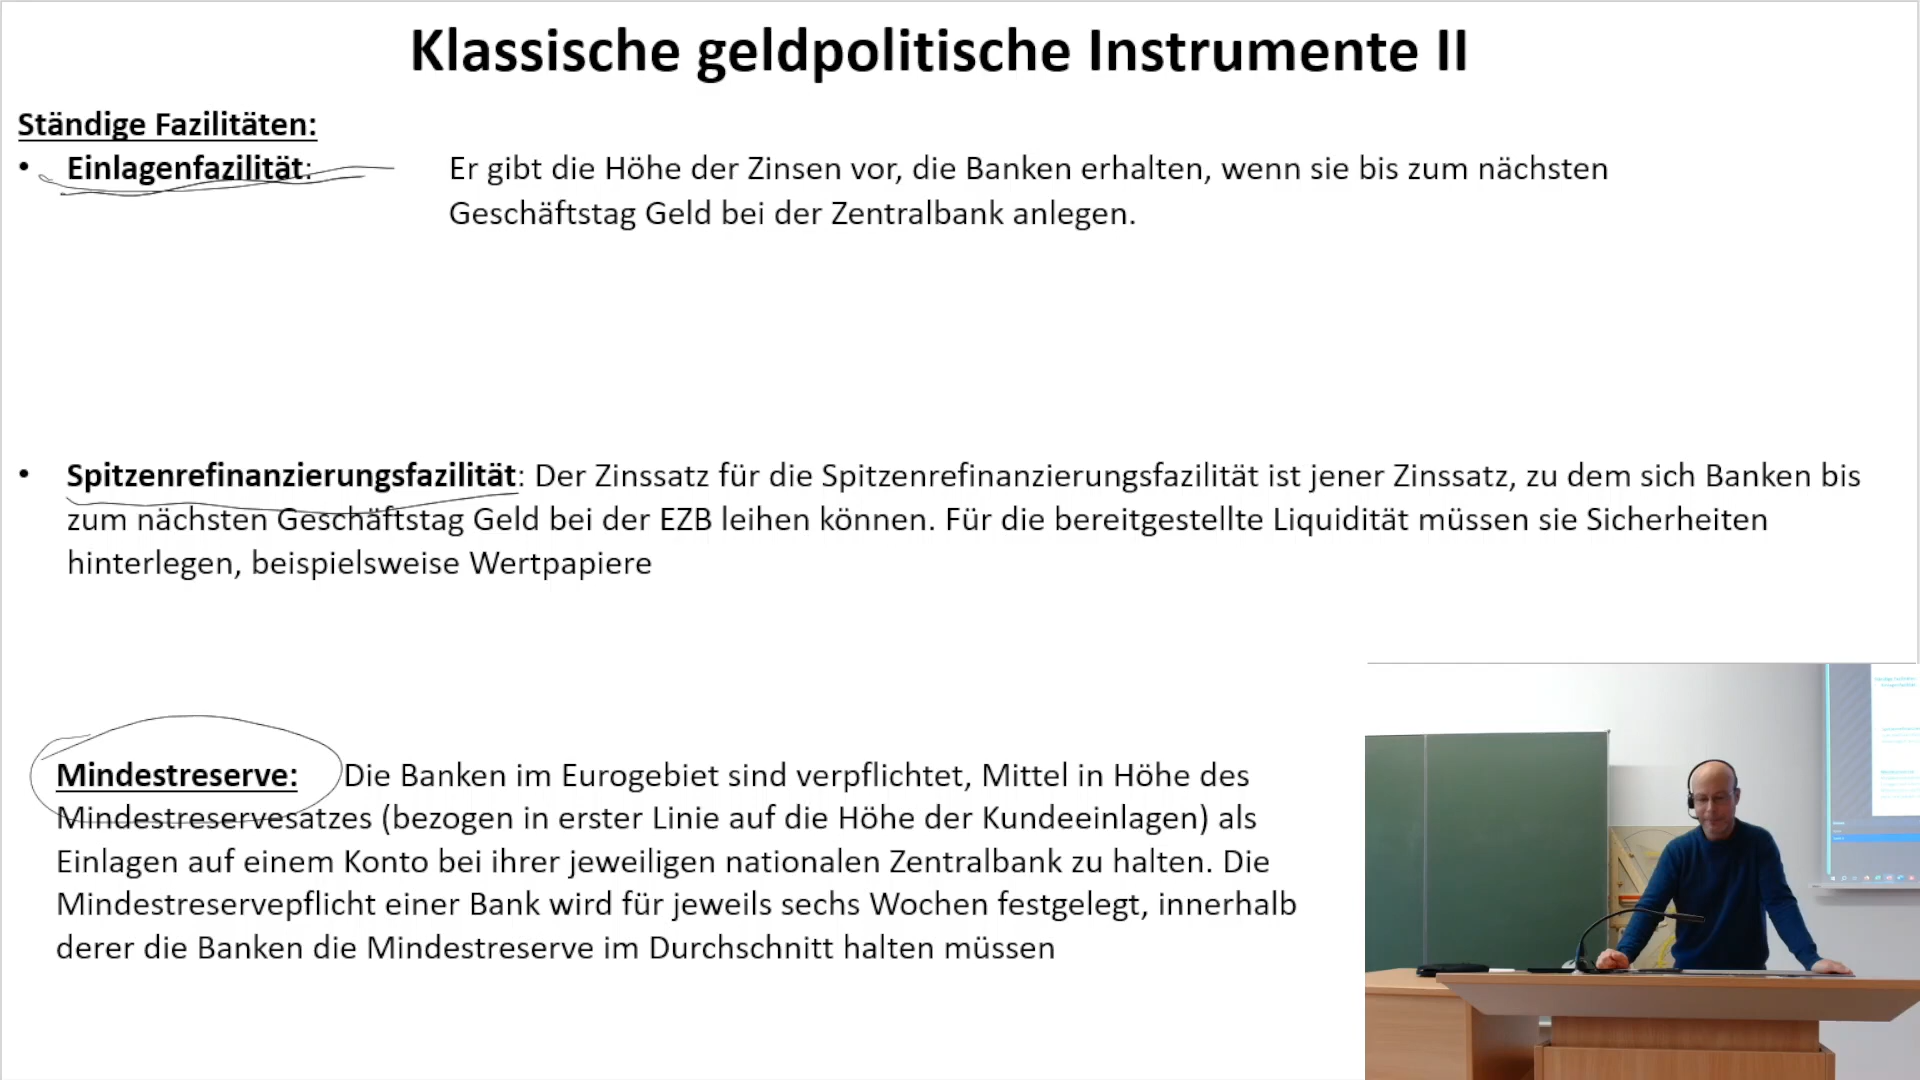 Klassische geldpolitische Instrumente II
Ständige Fazilitäten:
• Einlagenfazilität: Er gibt die Höhe der Zinsen vor, die Banken erhalten, wenn sie bis zum nächsten
Geschäftstag Geld bei der Zentralbank anlegen.
• Spitzenrefinanzierungsfazilität: Der Zinssatz für die Spitzenrefinanzierungsfazilität ist jener Zinssatz, zu dem sich Banken bis
zum nächsten Geschäftstag Geld bei der EZB leihen können. Für die bereitgestellte Liquidität müssen sie Sicherheiten
hinterlegen, beispielsweise Wertpapiere
Mindestreserve: Die Banken im Eurogebiet sind verpflichtet, Mittel in Höhe des
Mindestreservesatzes (bezogen in erster Linie auf die Höhe der Kundeeinlagen) als
Einlagen auf einem Konto bei ihrer jeweiligen nationalen Zentralbank zu halten. Die
Mindestreservepflicht einer Bank wird für jeweils sechs Wochen festgelegt, innerhalb
derer die Banken die Mindestreserve im Durchschnitt halten müssen